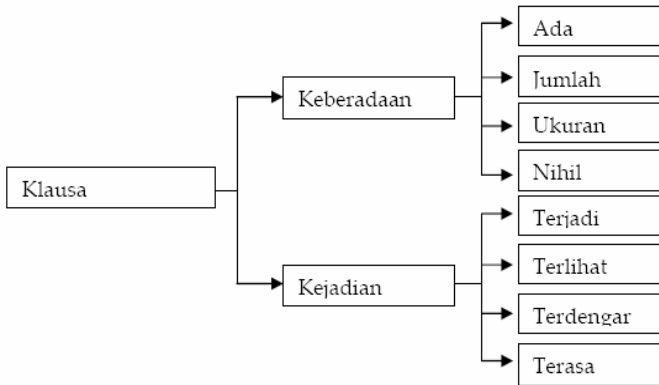 Klausa
Keberadaan
Ada
Jumlah
Ukuran
Nihil
Kejadian
Terjadi
Terlihat
Terdengar
Terasa